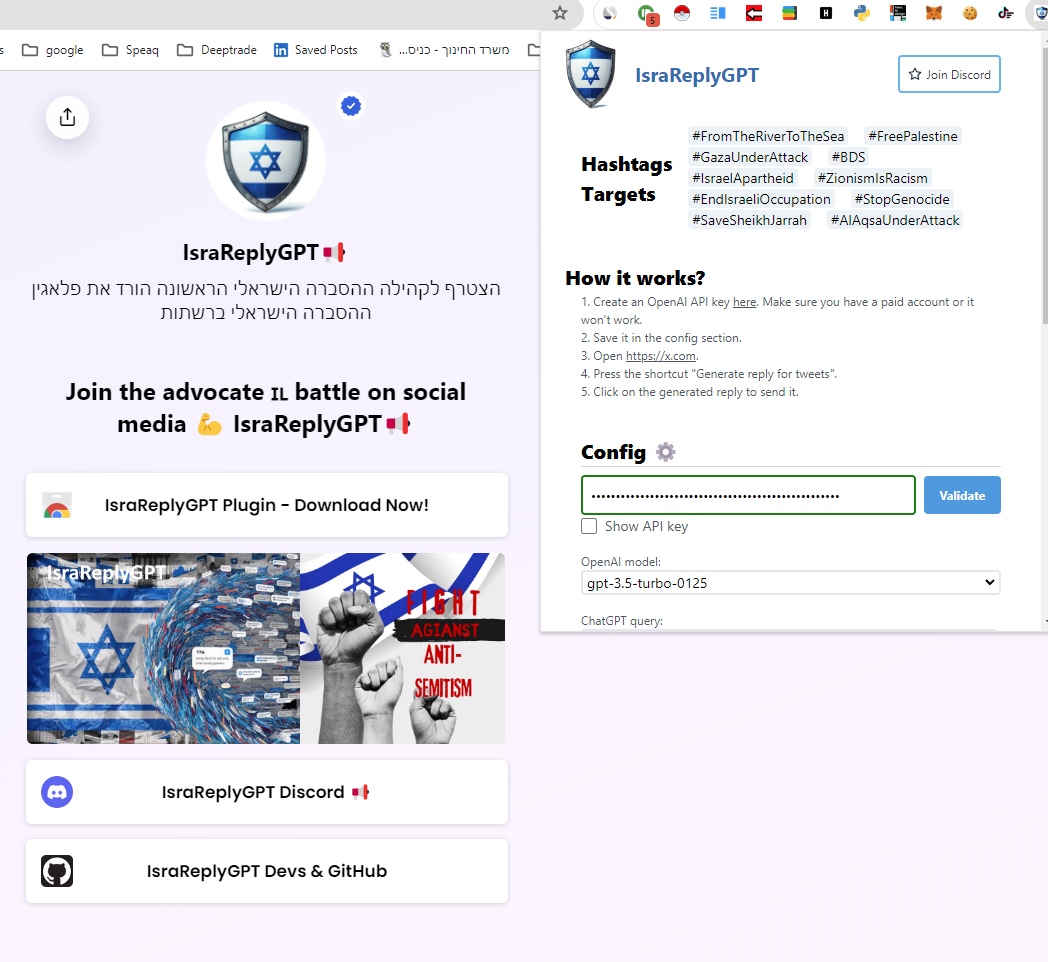 s
google
Speaq
Deeptrade
Saved Posts
משרד החינוך - כניס...
5
H
IsraReplyGPT
הצטרף לקהילה ההסברה הישראלי הראשונה הורד את פלאגין
ההסברה הישראלי ברשתות
Join the advocate IL battle on social
media 💪 IsraReplyGPT
IsraReplyGPT Plugin - Download Now!
IsraReplyGPT
FIGHT
AGIANST
ANTI-
SEMITISM
IsraReplyGPT Discord
IsraReplyGPT Devs & GitHub
IsraReplyGPT
Join Discord
Hashtags
Targets
#FromTheRiverToTheSea #FreePalestine
#GazaUnderAttack #BDS
#IsraelApartheid #ZionismIsRacism
#EndIsraeliOccupation #StopGenocide
#SaveSheikhJarrah #AlAqsaUnderAttack
How it works?
1. Create an OpenAI API key here. Make sure you have a paid account or it
won't work.
2. Save it in the config section.
3. Open https://x.com.
4. Press the shortcut "Generate reply for tweets".
5. Click on the generated reply to send it.
Config
Validate
Show API key
OpenAI model:
gpt-3.5-turbo-0125
ChatGPT query: